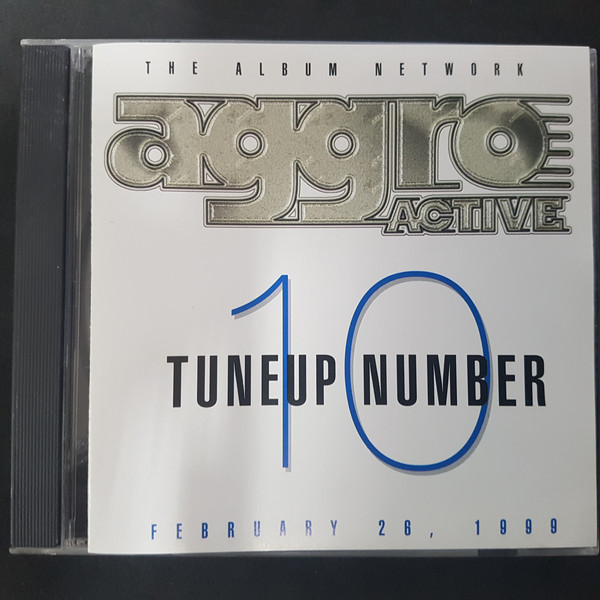 THE ALBUM NETWORK
aggro
ACTIVE
10
TUNEUP NUMBER
FEBRUARY 26, 1999